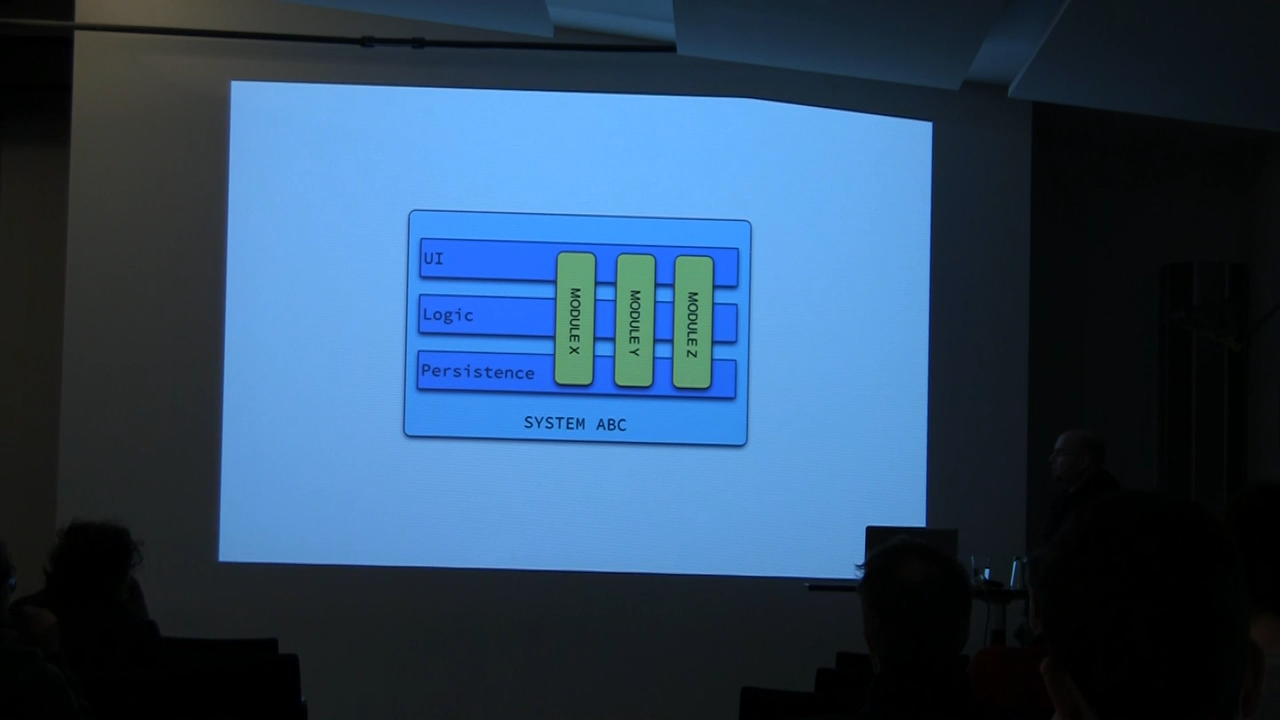 UI
Logic
Persistence
MODULE X
MODULE Y
MODULE Z
SYSTEM ABC